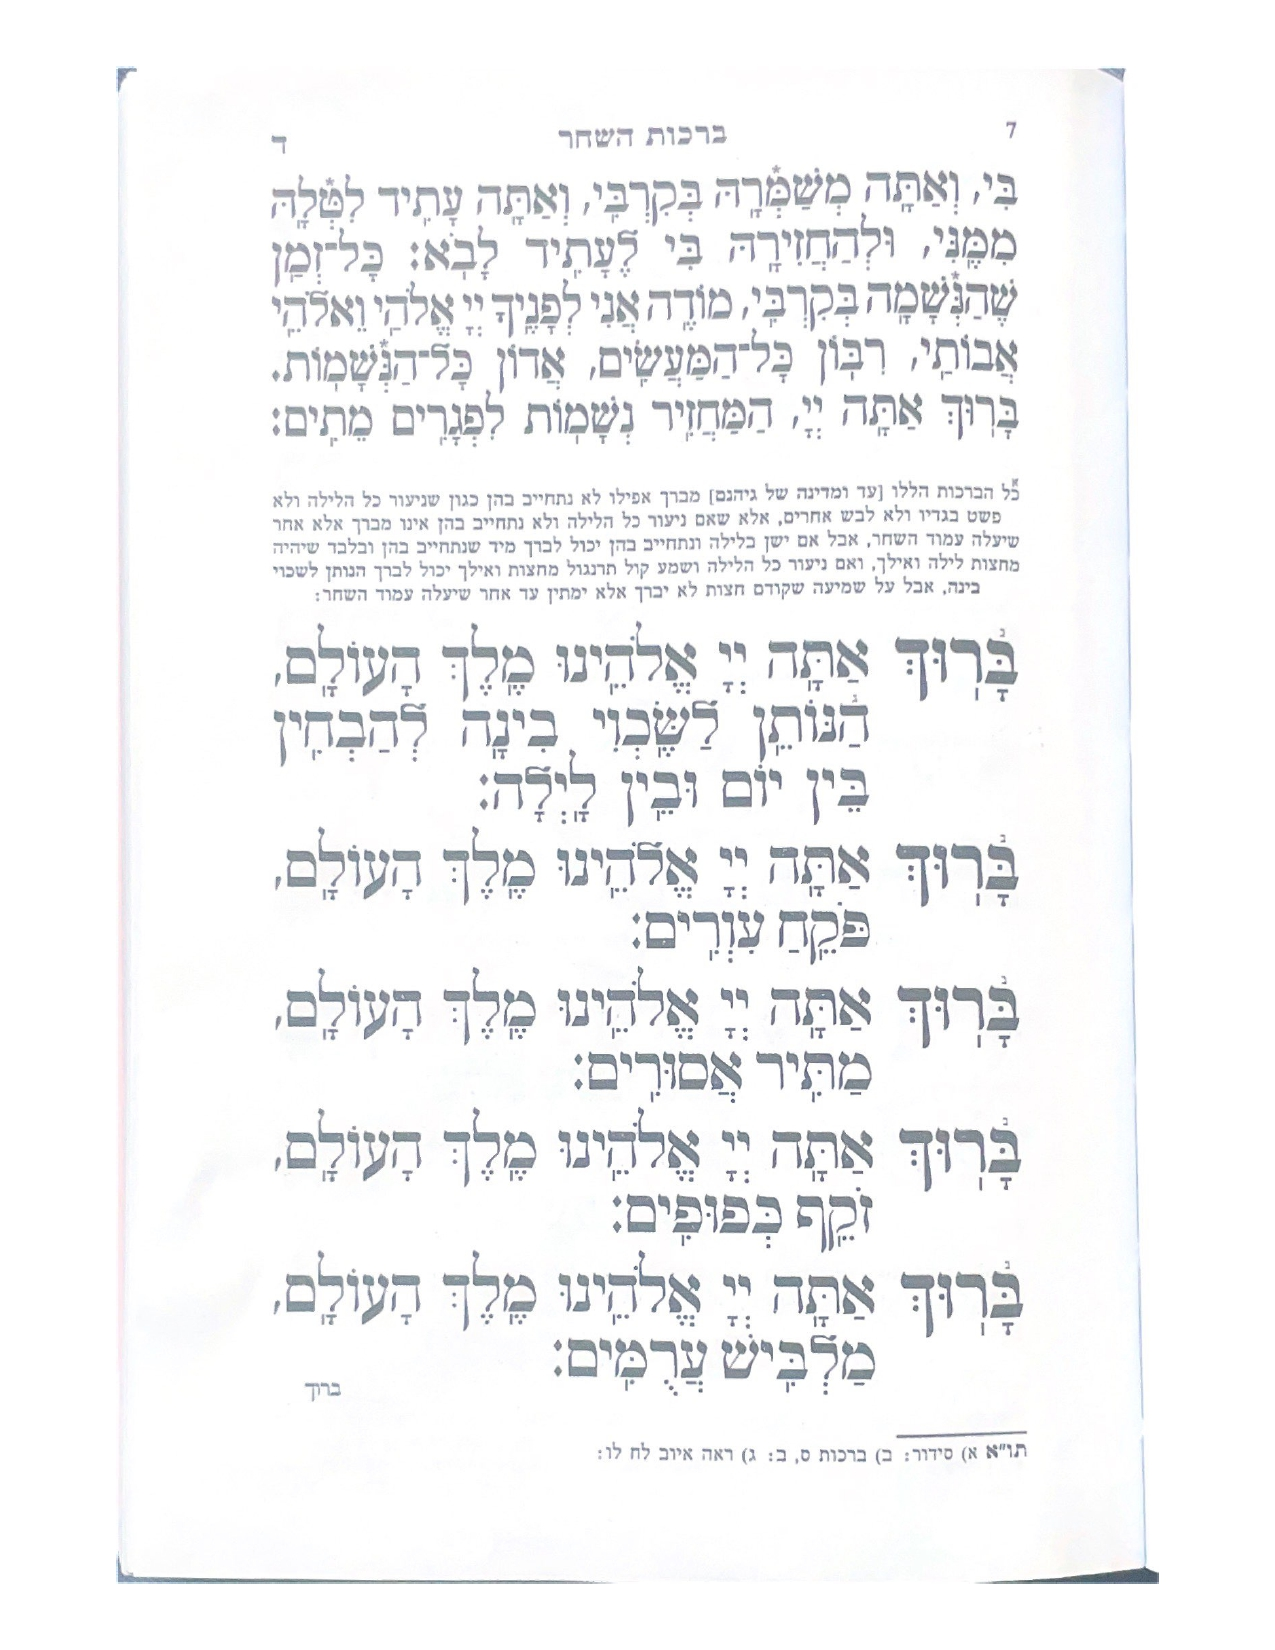 7 ברכות השחר ד
בִּי, וְאַתָּה מְשַׁמְּרָהּ בְּקִרְבִּי, וְאַתָּה עָתִיד לִטְּלָהּ
מִמֶּנִּי, וּלְהַחֲזִירָהּ בִּי לֶעָתִיד לָבֹא: כָּל־זְמַן
שֶׁהַנְּשָׁמָה בְּקִרְבִּי, מוֹדֶה אֲנִי לְפָנֶיךָ יְיָ אֱלֹהַי וֵאלֹהֵי
אֲבוֹתַי, רִבּוֹן כָּל־הַמַּעֲשִׂים, אֲדוֹן כָּל־הַנְּשָׁמוֹת.
בָּרוּךְ אַתָּה יְיָ, הַמַּחֲזִיר נְשָׁמוֹת לִפְגָרִים מֵתִים:
א כל הברכות הללו [עד ומדינה של גיהנם] מברך אפילו לא נתחייב בהן כגון שניעור כל הלילה ולא
פשט בגדיו ולא לבש אחרים, אלא שאם ניעור כל הלילה ולא נתחייב בהן אינו מברך אלא אחר
שיעלה עמוד השחר, אבל אם ישן בלילה ונתחייב בהן יכול לברך מיד שנתחייב בהן ובלבד שיהיה
מחצות לילה ואילך, ואם ניעור כל הלילה ושמע קול תרנגול מחצות ואילך יכול לברך הנותן לשכוי
בינה, אבל על שמיעה שקודם חצות לא יברך אלא ימתין עד אחר שיעלה עמוד השחר:
ב בָּרוּךְ אַתָּה יְיָ אֱלֹהֵינוּ מֶלֶךְ הָעוֹלָם,
ג הַנּוֹתֵן לַשֶּׂכְוִי בִינָה לְהַבְחִין
בֵּין יוֹם וּבֵין לָיְלָה:
ב בָּרוּךְ אַתָּה יְיָ אֱלֹהֵינוּ מֶלֶךְ הָעוֹלָם,
פּֿקֵחַ עִוְרִים:
ב בָּרוּךְ אַתָּה יְיָ אֱלֹהֵינוּ מֶלֶךְ הָעוֹלָם,
מַתִּיר אֲסוּרִים:
ב בָּרוּךְ אַתָּה יְיָ אֱלֹהֵינוּ מֶלֶךְ הָעוֹלָם,
זֹקֵף כְּפוּפִים:
ב בָּרוּךְ אַתָּה יְיָ אֱלֹהֵינוּ מֶלֶךְ הָעוֹלָם,
מַלְבִּישׁ עֲרֻמִּים:
ברוך
תו"א א) סידור: ב) ברכות ס, ב: ג) ראה איוב לח לו: